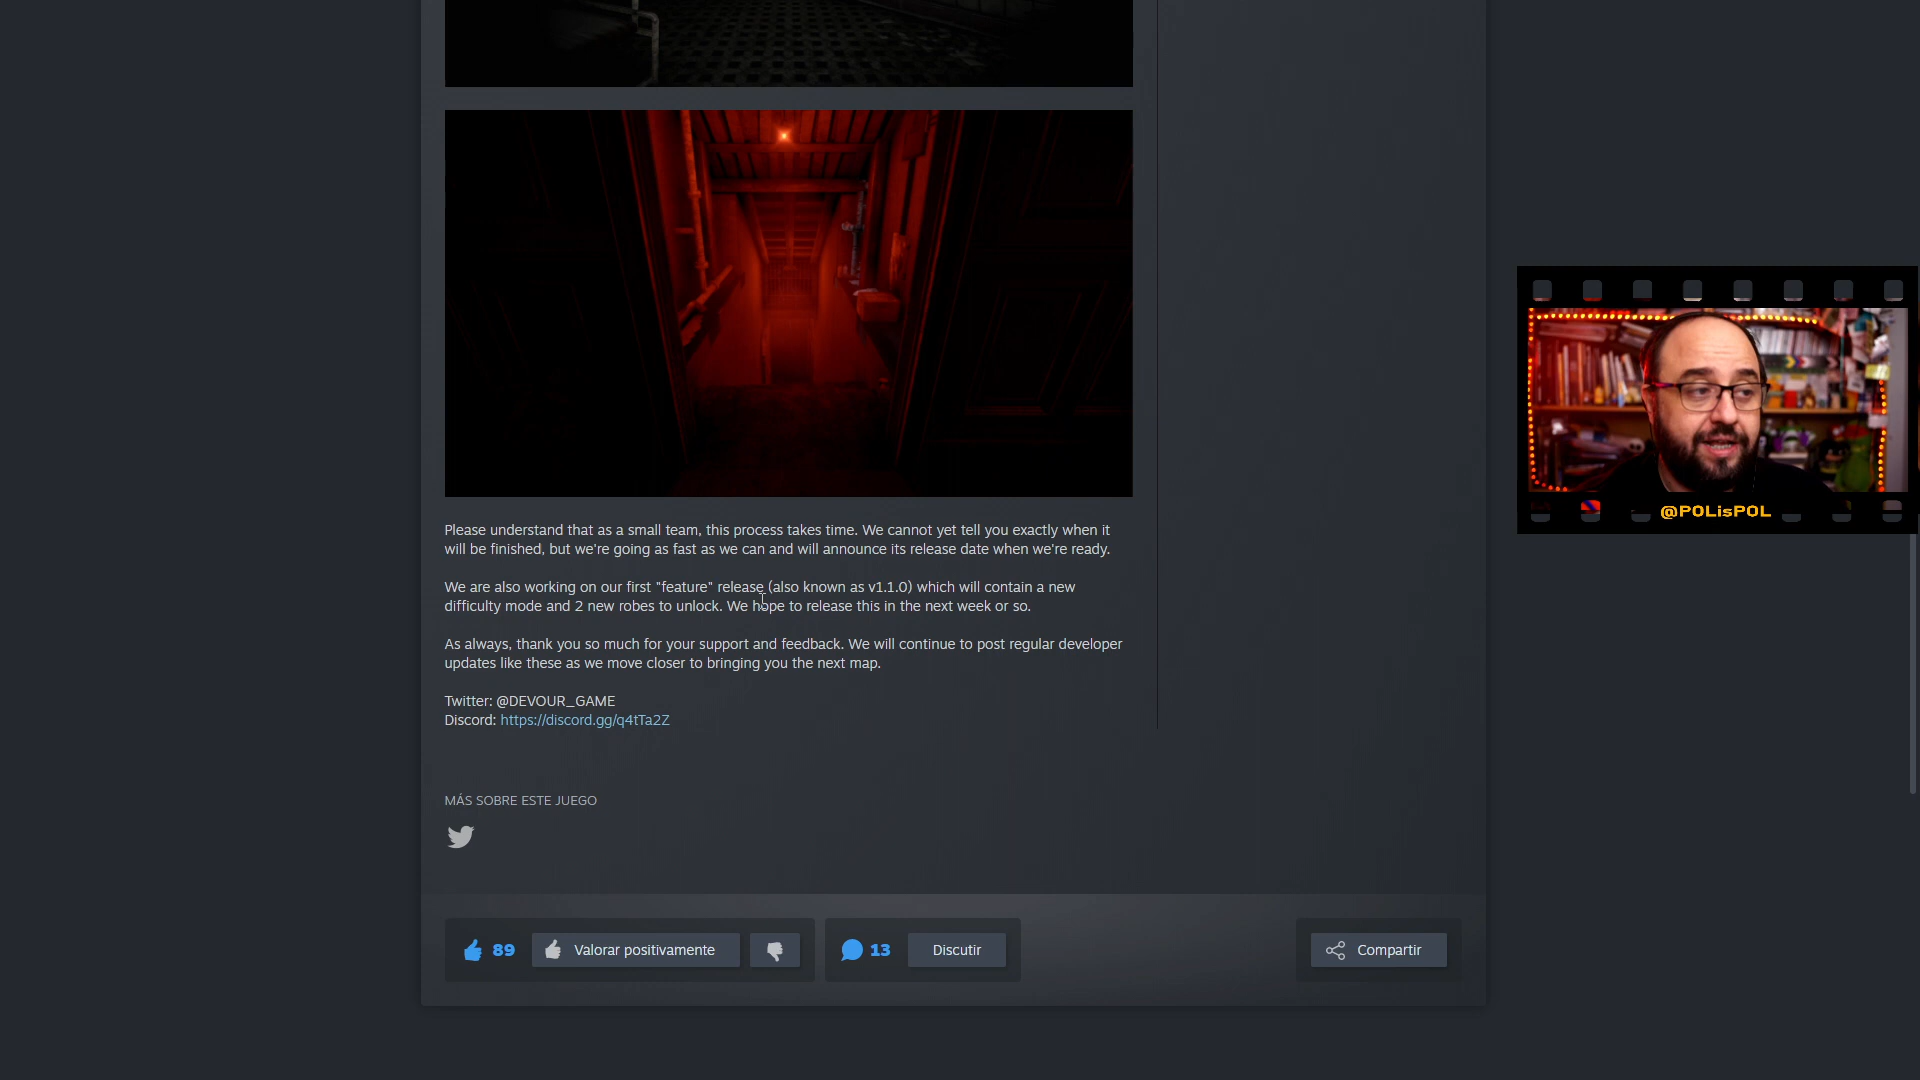 @POLisPOL
Please understand that as a small team, this process takes time. We cannot yet tell you exactly when it
will be finished, but we're going as fast as we can and will announce its release date when we're ready.
We are also working on our first "feature" release (also known as v1.1.0) which will contain a new
difficulty mode and 2 new robes to unlock. We hope to release this in the next week or so.
As always, thank you so much for your support and feedback. We will continue to post regular developer
updates like these as we move closer to bringing you the next map.
Twitter: @DEVOUR_GAME
Discord: https://discord.gg/q4tTa2Z
MÁS SOBRE ESTE JUEGO
89 Valorar positivamente 13 Discutir Compartir